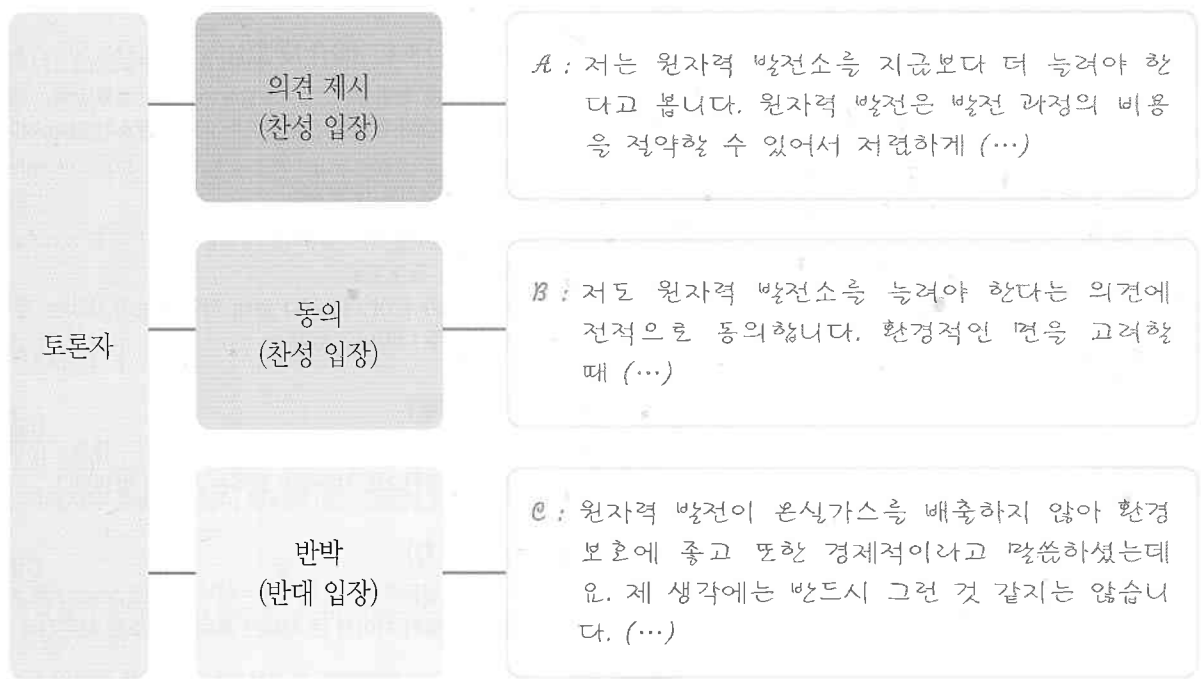 토론자
의견 제시
(찬성 입장)
A : 저는 원자력 발전소를 지금보다 더 늘려야 한
다고 봅니다. 원자력 발전은 발전 과정의 비용
을 절약할 수 있어서 저렴하게 (…)
동의
(찬성 입장)
B : 저도 원자력 발전소를 늘려야 한다는 의견에
전적으로 동의합니다. 환경적인 면을 고려할
때 (…)
반박
(반대 입장)
C : 원자력 발전이 온실가스를 배출하지 않아 환경
보호에 좋고 또한 경제적이라고 말씀하셨는데
요. 제 생각에는 반드시 그런 것 같지는 않습니
다. (…)